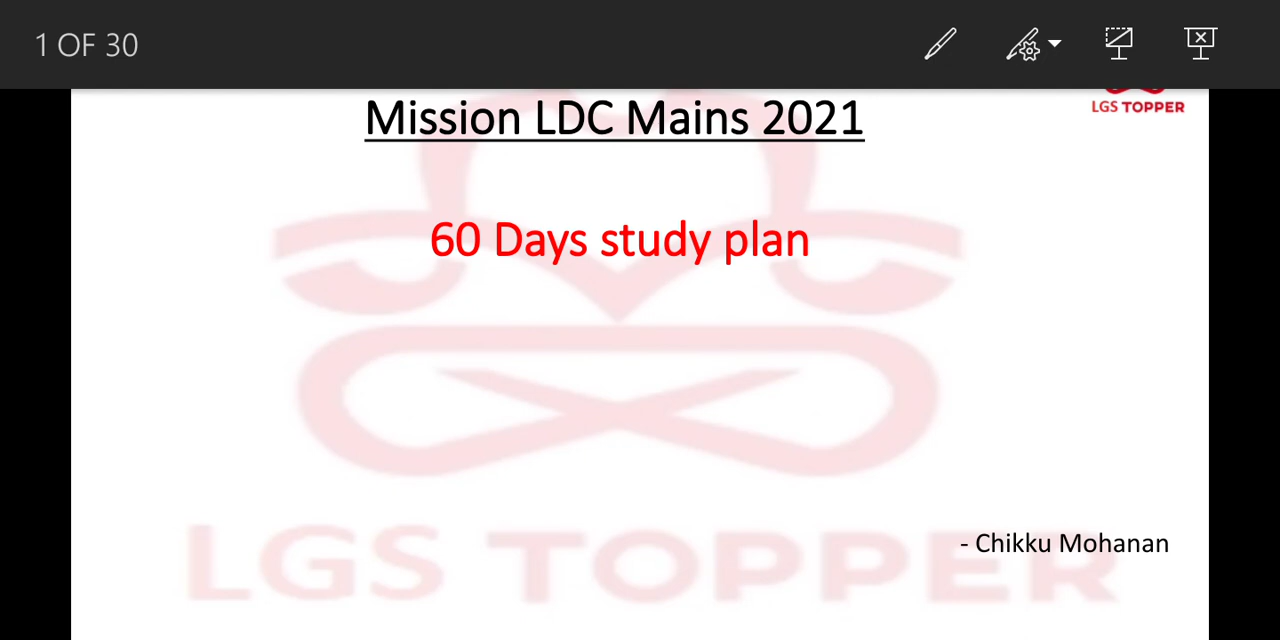 1 OF 30
LGS TOPPER
Mission LDC Mains 2021
60 Days study plan
- Chikku Mohanan
LGS TOPPER